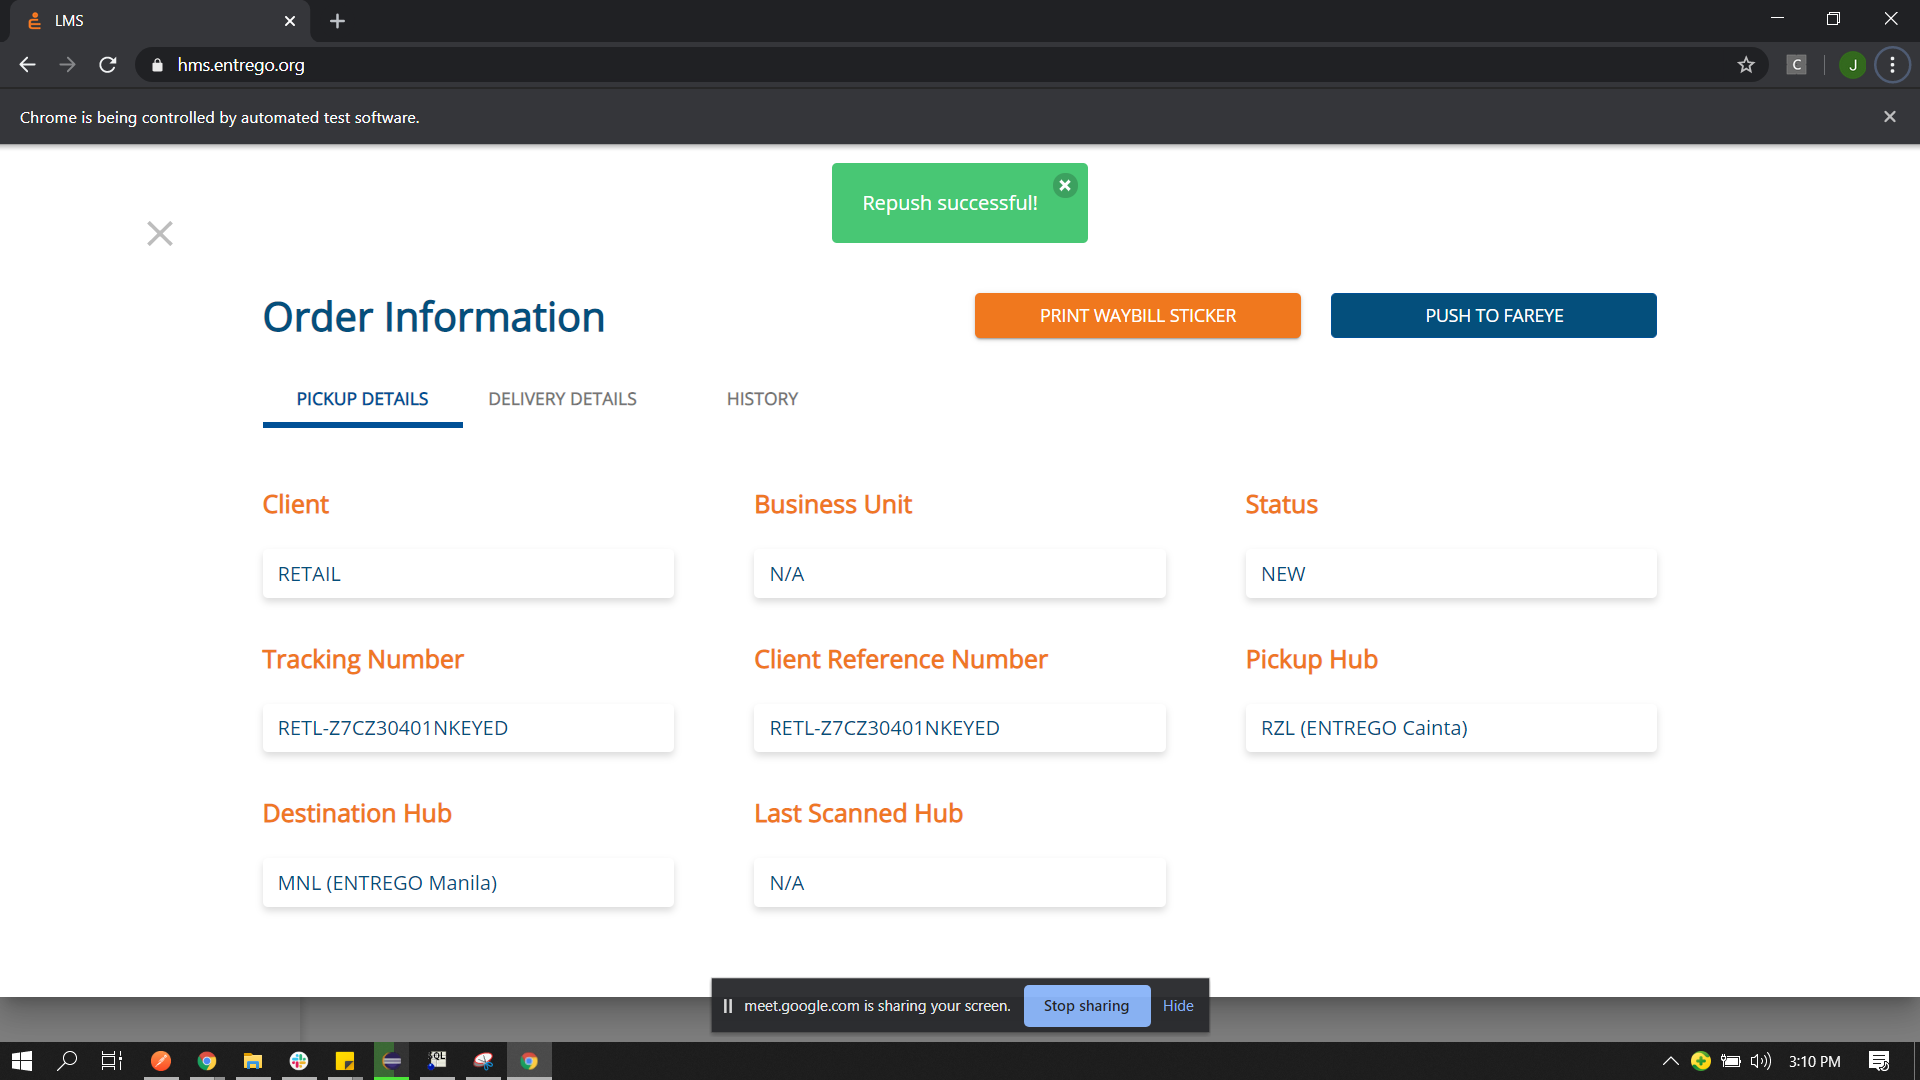 LMS
hms.entrego.org
C
J
Chrome is being controlled by automated test software.
Repush successful!
Order Information
PRINT WAYBILL STICKER
PUSH TO FAREYE
PICKUP DETAILS
DELIVERY DETAILS
HISTORY
Client
Business Unit
Status
RETAIL
N/A
NEW
Tracking Number
Client Reference Number
Pickup Hub
RETL-Z7CZ30401NKEYED
RETL-Z7CZ30401NKEYED
RZL (ENTREGO Cainta)
Destination Hub
Last Scanned Hub
MNL (ENTREGO Manila)
N/A
meet.google.com is sharing your screen.
Stop sharing
Hide
3:10 PM